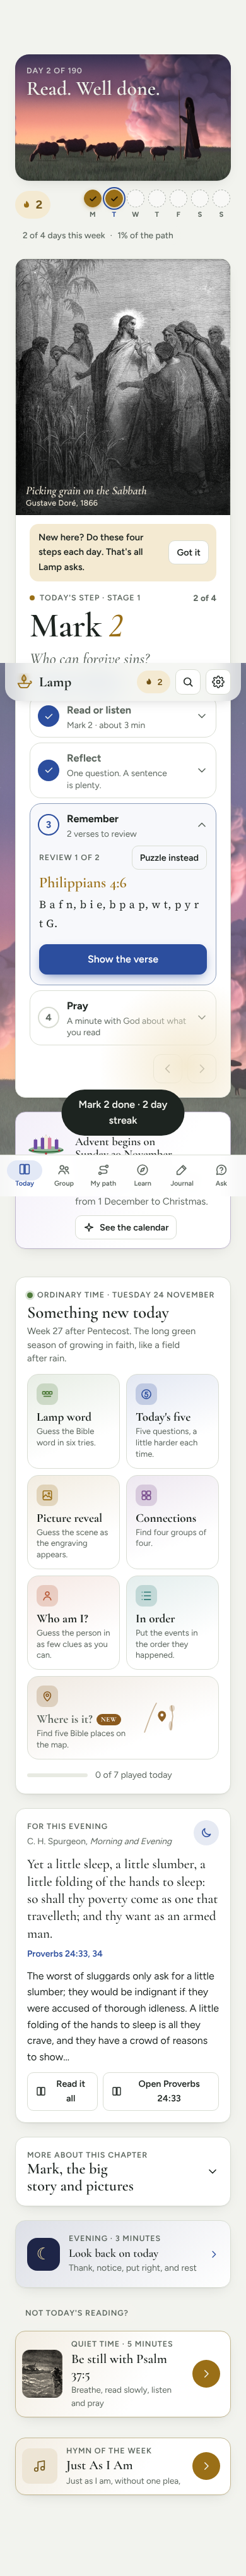 DAY 2 OF 190
Read. Well done.
2
M T W T F S S
2 of 4 days this week · 1% of the path
Picking grain on the Sabbath
Gustave Doré, 1866
New here? Do these four
steps each day. That's all
Lamp asks.
Got it
TODAY'S STEP · STAGE 1
2 of 4
Mark 2
Who can forgive sins?
Lamp
2
Read or listen
Mark 2 · about 3 min
Reflect
One question. A sentence
is plenty.
3
Remember
2 verses to review
REVIEW 1 OF 2
Puzzle instead
Philippians 4:6
B a f n, b i e, b p a p, w t, p y r
t G.
Show the verse
4
Pray
A minute with God about what
you read
Mark 2 done · 2 day
streak
Advent begins on
Sunday 29 November
Today
Group
My path
Learn
Journal
Ask
from 1 December to Christmas.
See the calendar
ORDINARY TIME · TUESDAY 24 NOVEMBER
Something new today
Week 27 after Pentecost. The long green
season of growing in faith, like a field
after rain.
Lamp word
Guess the Bible
word in six tries.
Today's five
Five questions, a
little harder each
time.
Picture reveal
Guess the scene as
the engraving
appears.
Connections
Find four groups of
four.
Who am I?
Guess the person in
as few clues as you
can.
In order
Put the events in
the order they
happened.
Where is it? NEW
Find five Bible places on
the map.
0 of 7 played today
FOR THIS EVENING
C. H. Spurgeon, Morning and Evening
Yet a little sleep, a little slumber, a
little folding of the hands to sleep:
so shall thy poverty come as one that
travelleth; and thy want as an armed
man.
Proverbs 24:33, 34
The worst of sluggards only ask for a little
slumber; they would be indignant if they
were accused of thorough idleness. A little
folding of the hands to sleep is all they
crave, and they have a crowd of reasons
to show…
Read it
all
Open Proverbs
24:33
MORE ABOUT THIS CHAPTER
Mark, the big
story and pictures
EVENING · 3 MINUTES
Look back on today
Thank, notice, put right, and rest
NOT TODAY'S READING?
QUIET TIME · 5 MINUTES
Be still with Psalm
37:5
Breathe, read slowly, listen
and pray
HYMN OF THE WEEK
Just As I Am
Just as I am, without one plea,